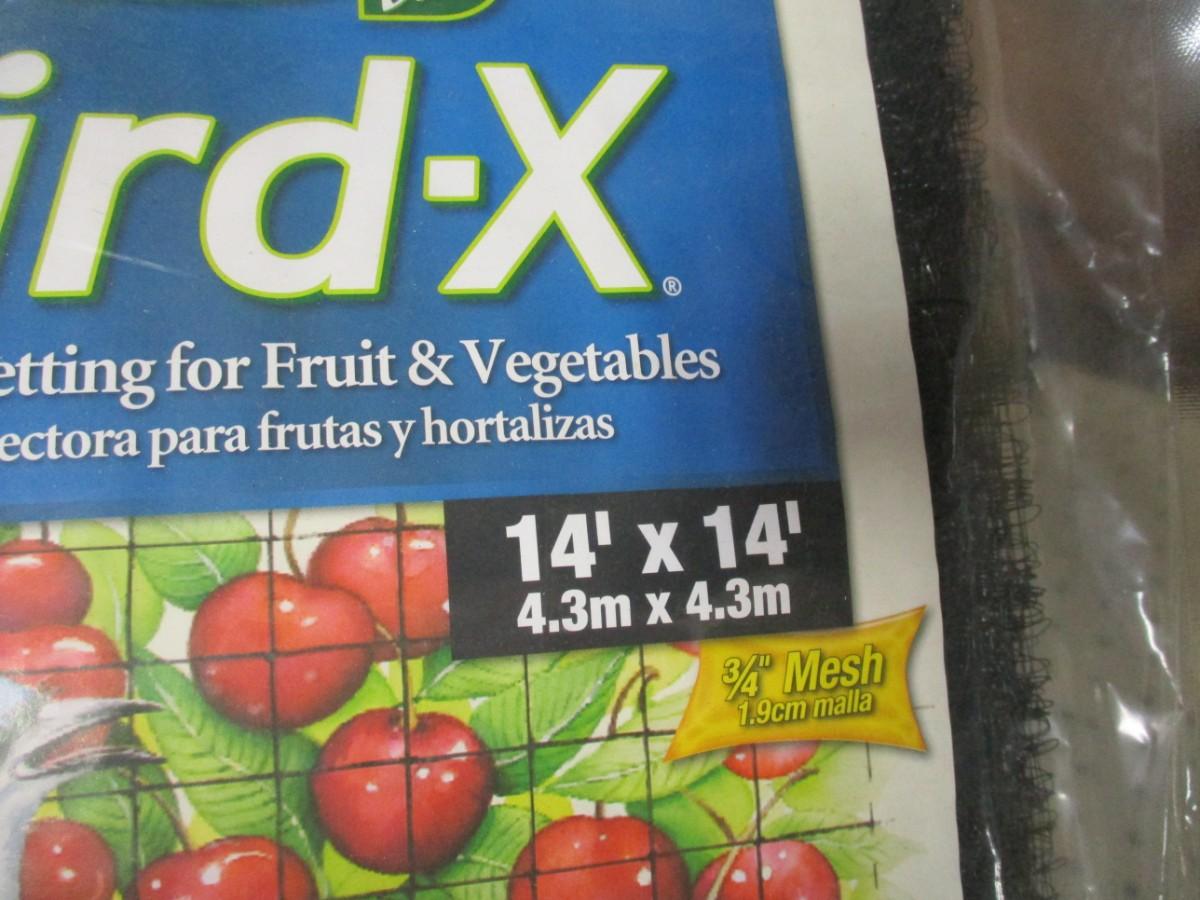 ird·X®
etting for Fruit & Vegetables
ectora para frutas y hortalizas
14' x 14'
4.3m x 4.3m
3/4" Mesh
1.9cm malla